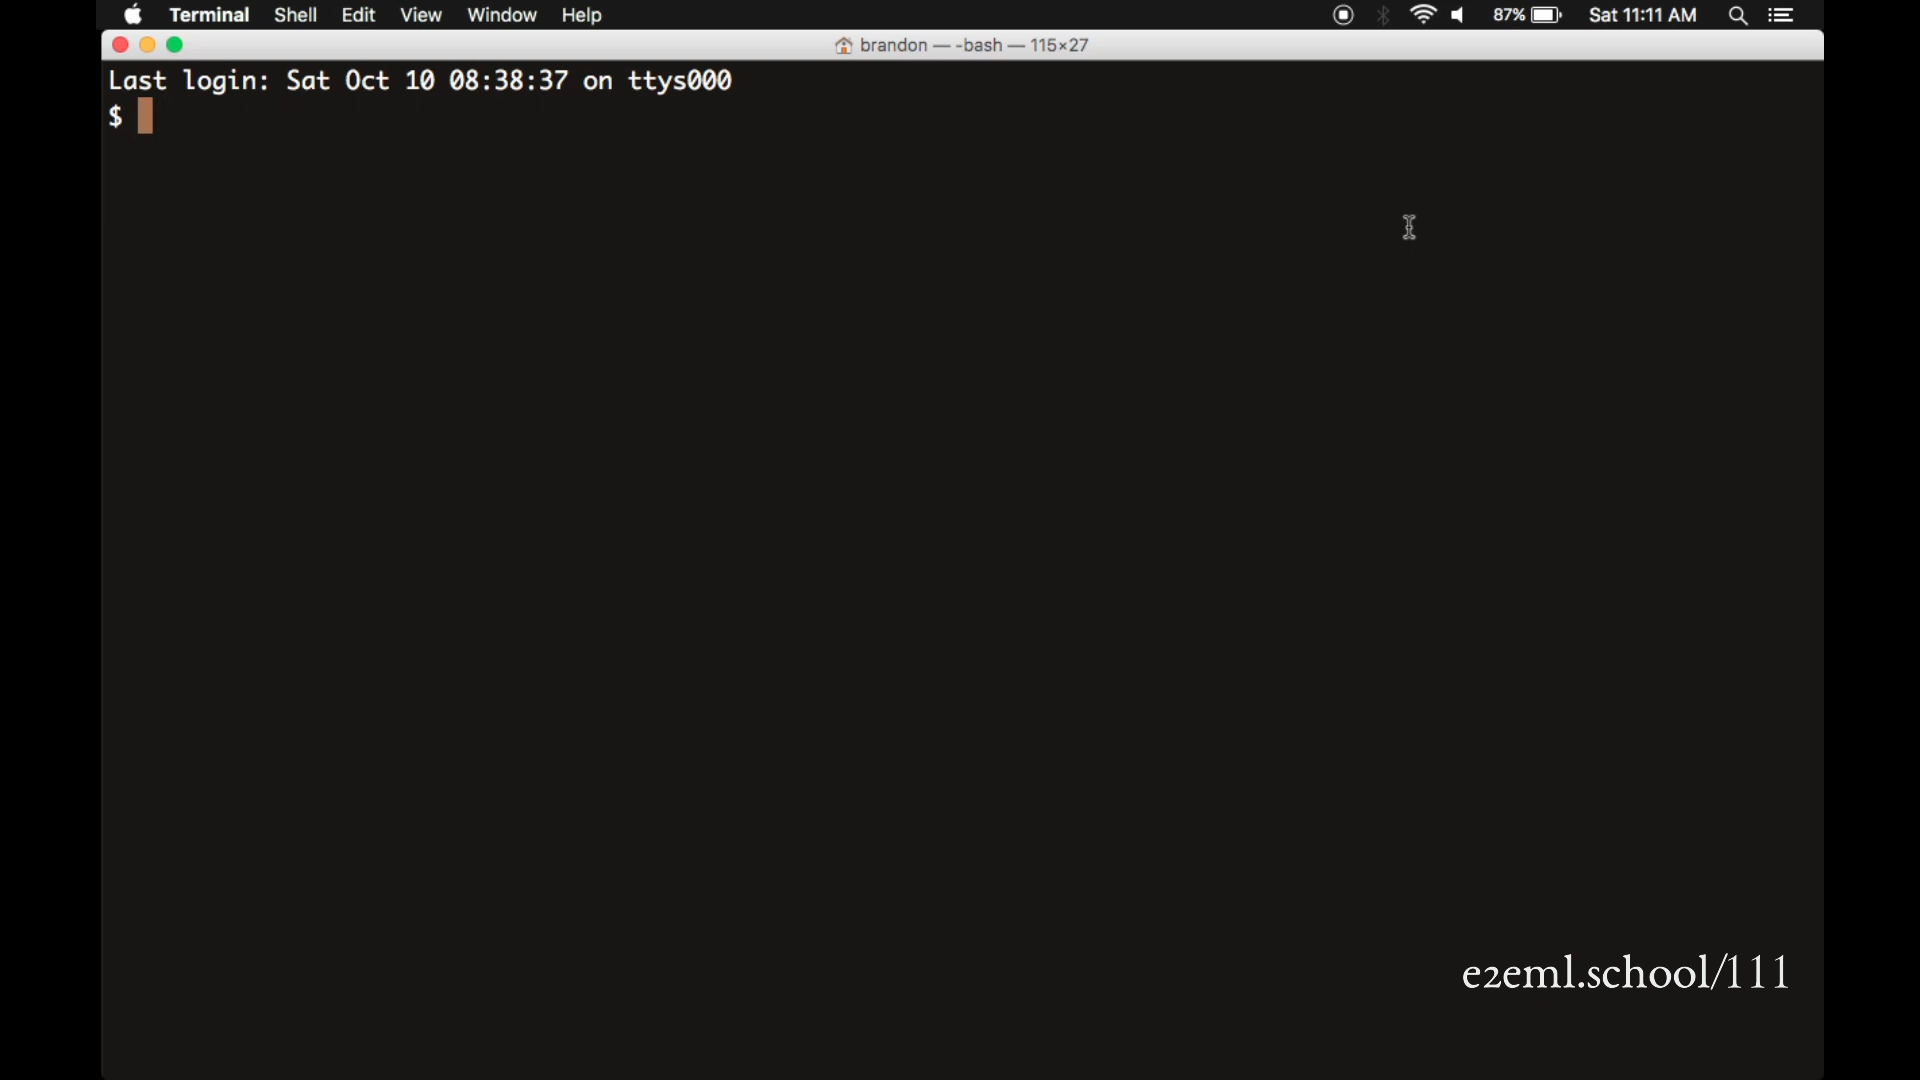 Terminal Shell Edit View Window Help 87% Sat 11:11 AM
brandon — -bash — 115×27
Last login: Sat Oct 10 08:38:37 on ttys000
$
e2eml.school/111